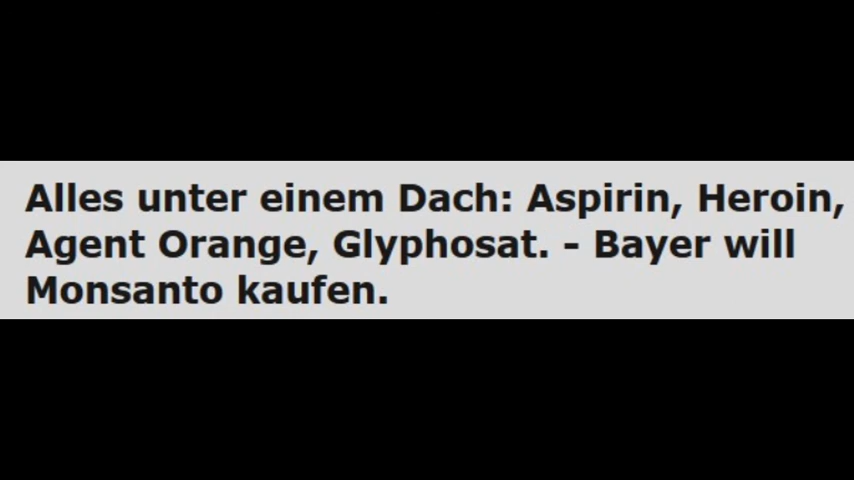 Alles unter einem Dach: Aspirin, Heroin,
Agent Orange, Glyphosat. - Bayer will
Monsanto kaufen.